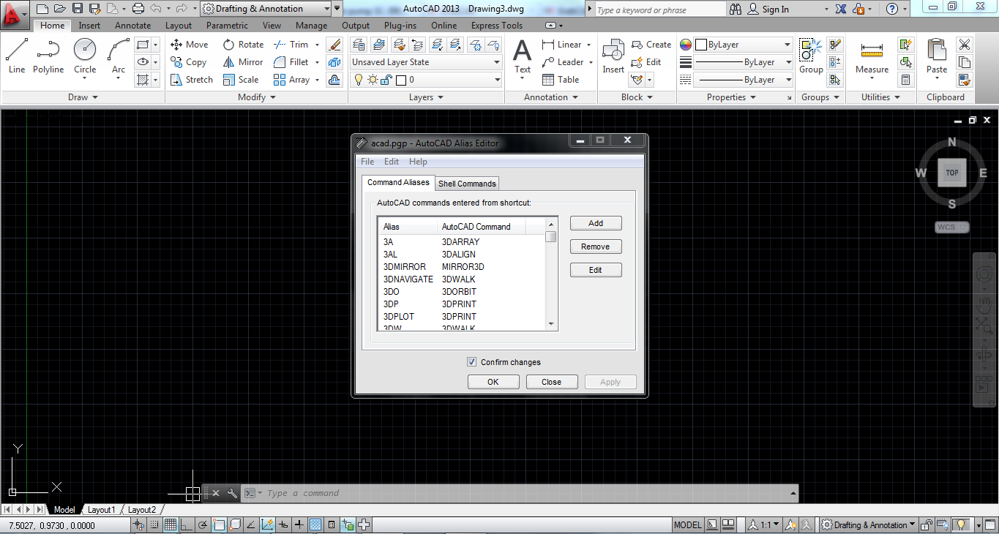 Drafting & Annotation
AutoCAD 2013 Drawing3.dwg
Type a keyword or phrase
Sign In
Home Insert Annotate Layout Parametric View Manage Output Plug-ins Online Express Tools
Line Polyline Circle Arc
Move Rotate Trim
Copy Mirror Fillet
Stretch Scale Array
Unsaved Layer State
0
Text
Linear
Leader
Table
Insert
Create
Edit
ByLayer
ByLayer
ByLayer
Group
Measure
Paste
Draw Modify Layers Annotation Block Properties Groups Utilities Clipboard
acad.pgp - AutoCAD Alias Editor
File Edit Help
Command Aliases Shell Commands
AutoCAD commands entered from shortcut:
Alias AutoCAD Command
3A 3DARRAY
3AL 3DALIGN
3DMIRROR MIRROR3D
3DNAVIGATE 3DWALK
3DO 3DORBIT
3DP 3DPRINT
3DPLOT 3DPRINT
3DW 3DWALK
Add
Remove
Edit
Confirm changes
OK Close Apply
N
W TOP E
S
WCS
Y
X
Type a command
Model Layout1 Layout2
7.5027, 0.9730 , 0.0000
MODEL
1:1
Drafting & Annotation